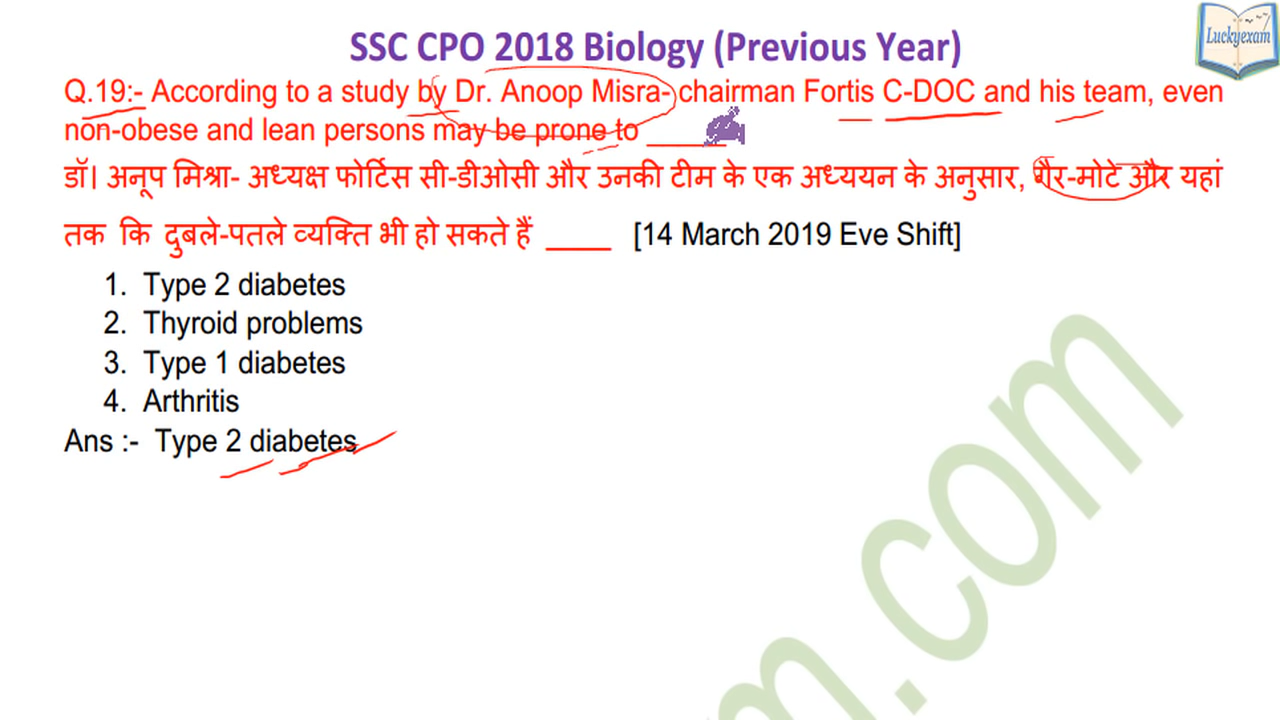 SSC CPO 2018 Biology (Previous Year)
Luckyexam
Q.19:- According to a study by Dr. Anoop Misra- chairman Fortis C-DOC and his team, even
non-obese and lean persons may be prone to _____
डॉ। अनूप मिश्रा- अध्यक्ष फोर्टिस सी-डीओसी और उनकी टीम के एक अध्ययन के अनुसार, गैर-मोटे और यहां
तक कि दुबले-पतले व्यक्ति भी हो सकते हैं ____ [14 March 2019 Eve Shift]
1. Type 2 diabetes
2. Thyroid problems
3. Type 1 diabetes
4. Arthritis
Ans :- Type 2 diabetes
m.com